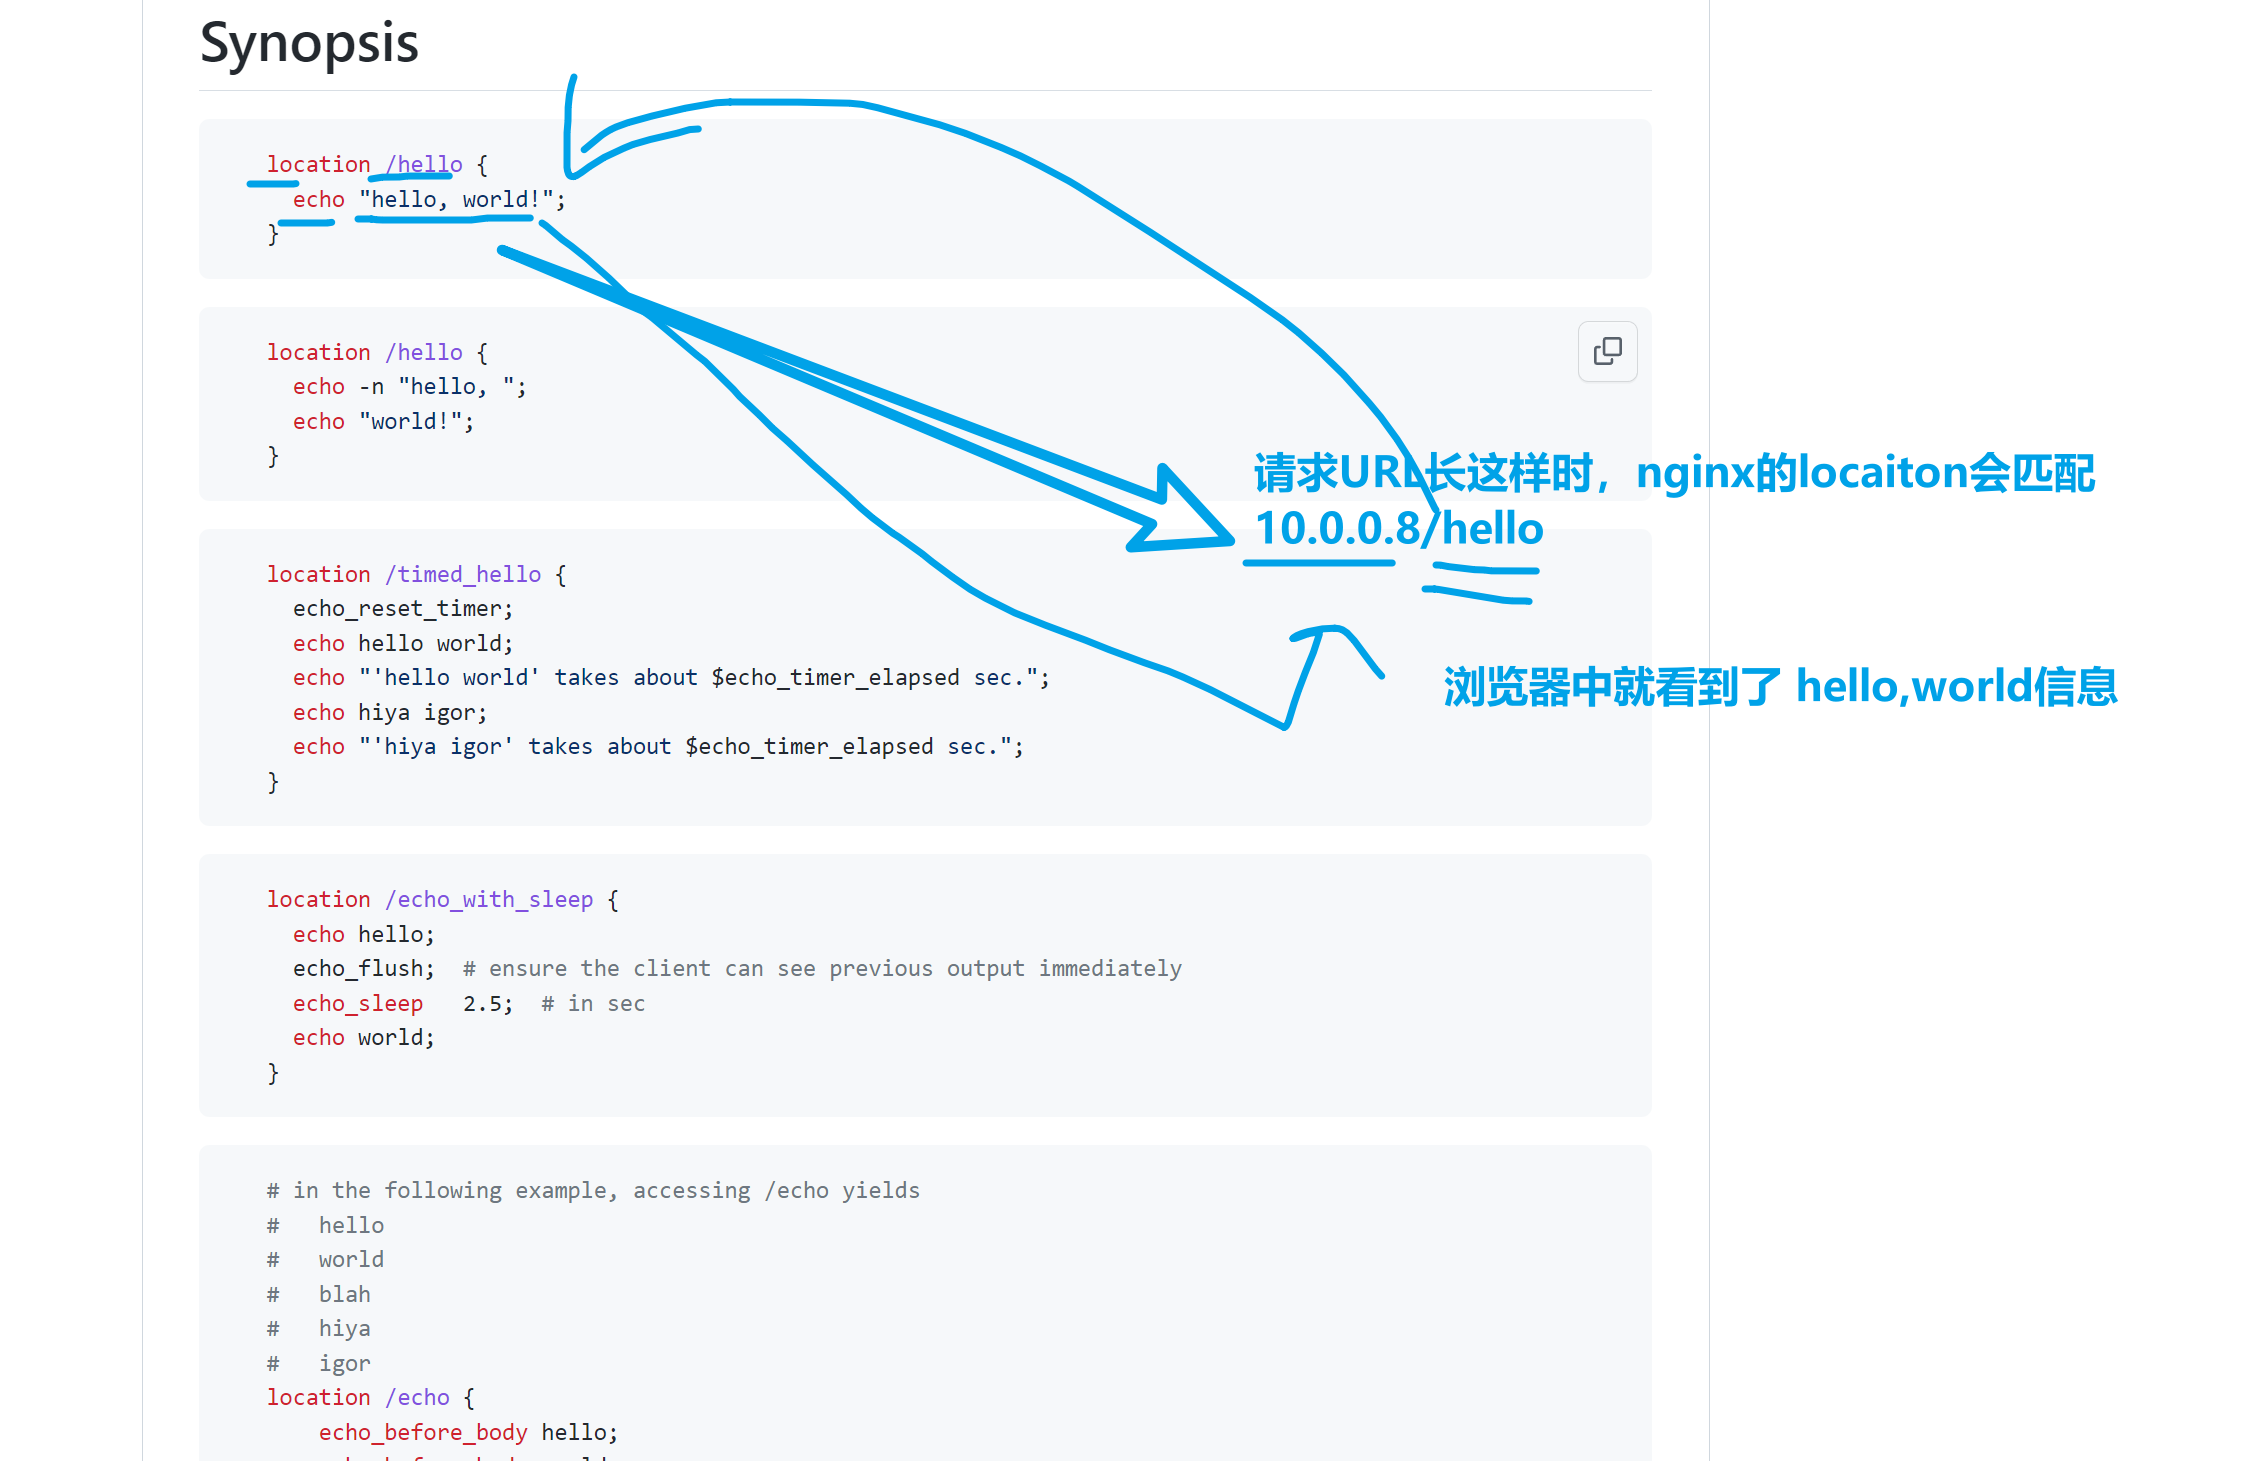 Synopsis
location /hello {
  echo "hello, world!";
}
location /hello {
  echo -n "hello, ";
  echo "world!";
}
请求URL长这样时，nginx的locaiton会匹配
10.0.0.8/hello
location /timed_hello {
  echo_reset_timer;
  echo hello world;
  echo "'hello world' takes about $echo_timer_elapsed sec.";
  echo hiya igor;
  echo "'hiya igor' takes about $echo_timer_elapsed sec.";
}
浏览器中就看到了 hello,world信息
location /echo_with_sleep {
  echo hello;
  echo_flush;  # ensure the client can see previous output immediately
  echo_sleep   2.5;  # in sec
  echo world;
}
# in the following example, accessing /echo yields
#   hello
#   world
#   blah
#   hiya
#   igor
location /echo {
    echo_before_body hello;